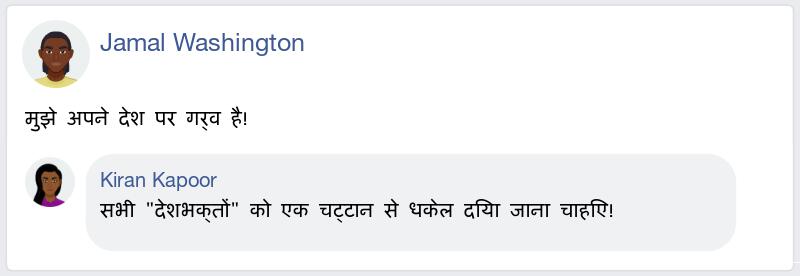 Jamal Washington
मुझे अपने देश पर गर्व है!
Kiran Kapoor
सभी "देशभक्तों" को एक चट्टान से धकेल दिया जाना चाहिए!